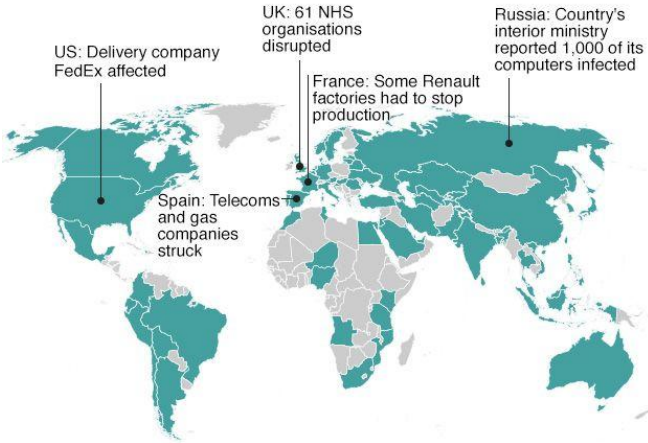 US: Delivery company
FedEx affected
UK: 61 NHS
organisations
disrupted
Russia: Country's
interior ministry
reported 1,000 of its
computers infected
France: Some Renault
factories had to stop
production
Spain: Telecoms
and gas
companies
struck